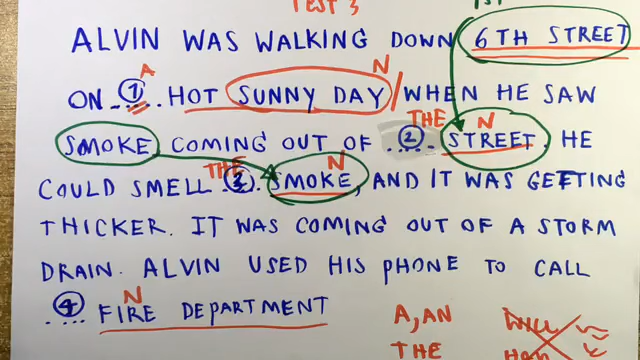 TEST 3
ALVIN WAS WALKING DOWN 6TH STREET
A N
ON ..①.. HOT SUNNY DAY / WHEN HE SAW
THE N
SMOKE COMING OUT OF ..②.. STREET. HE
THE N
COULD SMELL ..③.. SMOKE, AND IT WAS GETTING
THICKER. IT WAS COMING OUT OF A STORM
DRAIN. ALVIN USED HIS PHONE TO CALL
N
..④.. FIRE DEPARTMENT
A, AN
THE